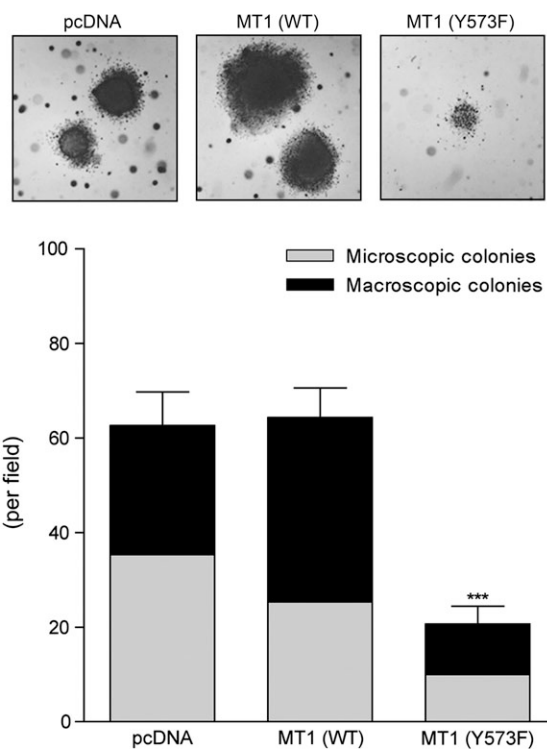 pcDNA MT1 (WT) MT1 (Y573F)
100
Microscopic colonies
Macroscopic colonies
80
60
40
20
0
(per field)
***
pcDNA MT1 (WT) MT1 (Y573F)